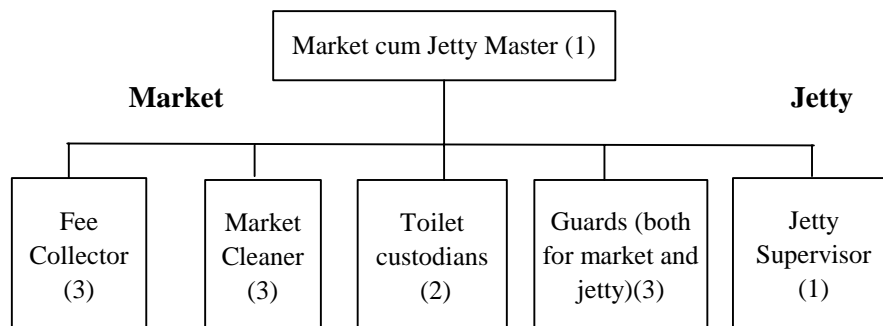 Market cum Jetty Master (1)
Market
Jetty
Fee
Collector
(3)
Market
Cleaner
(3)
Toilet
custodians
(2)
Guards (both
for market and
jetty)(3)
Jetty
Supervisor
(1)